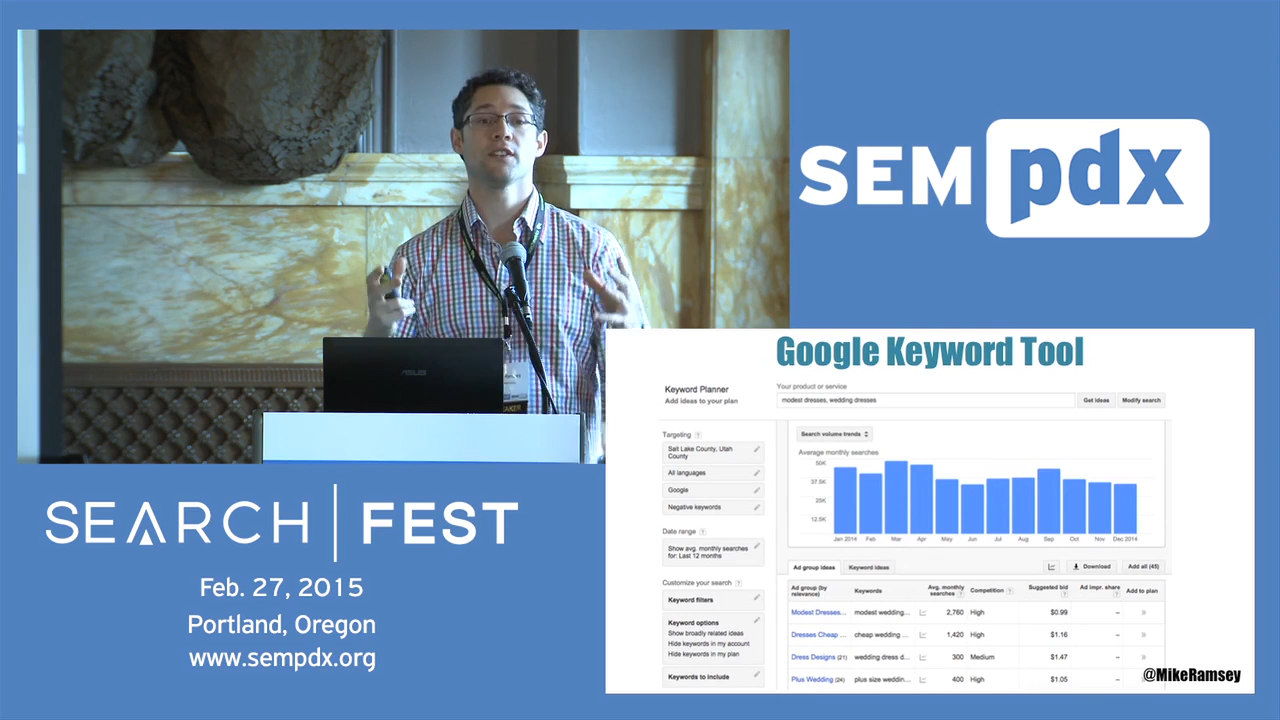 SEM pdx
ASUS
SPEAKER
SEARCH FEST
Feb. 27, 2015
Portland, Oregon
www.sempdx.org
Google Keyword Tool
Keyword Planner
Add ideas to your plan
Your product or service
modest dresses, wedding dresses
Get ideas
Modify search
Targeting ?
Salt Lake County, Utah
County
All languages
Google
Negative keywords
Date range ?
Show avg. monthly searches
for: Last 12 months
Customize your search ?
Keyword filters
Keyword options
Show broadly related ideas
Hide keywords in my account
Hide keywords in my plan
Keywords to include
Search volume trends
Average monthly searches
50K
37.5K
25K
12.5K
Jan 2014 Feb Mar Apr May Jun Jul Aug Sep Oct Nov Dec 2014
Ad group ideas Keyword ideas Download Add all (45)
Ad group (by relevance) Keywords Avg. monthly searches ? Competition ? Suggested bid ? Ad impr. share ? Add to plan
Modest Dresses... modest wedding... 2,760 High $0.99 – »
Dresses Cheap ... cheap wedding ... 1,420 High $1.16 – »
Dress Designs (21) wedding dress d... 300 Medium $1.47 – »
Plus Wedding (24) plus size weddin... 400 High $1.05 – »
@MikeRamsey